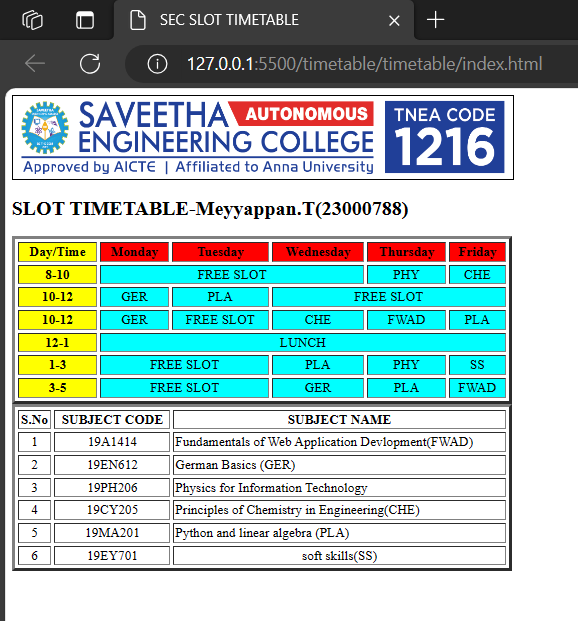 SEC SLOT TIMETABLE
127.0.0.1:5500/timetable/timetable/index.html
SAVEETHA AUTONOMOUS
ENGINEERING COLLEGE
Approved by AICTE | Affiliated to Anna University
TNEA CODE
1216
SLOT TIMETABLE-Meyyappan.T(23000788)
Day/Time Monday Tuesday Wednesday Thursday Friday
8-10 FREE SLOT PHY CHE
10-12 GER PLA FREE SLOT
10-12 GER FREE SLOT CHE FWAD PLA
12-1 LUNCH
1-3 FREE SLOT PLA PHY SS
3-5 FREE SLOT GER PLA FWAD
S.No SUBJECT CODE SUBJECT NAME
1 19A1414 Fundamentals of Web Application Devlopment(FWAD)
2 19EN612 German Basics (GER)
3 19PH206 Physics for Information Technology
4 19CY205 Principles of Chemistry in Engineering(CHE)
5 19MA201 Python and linear algebra (PLA)
6 19EY701 soft skills(SS)